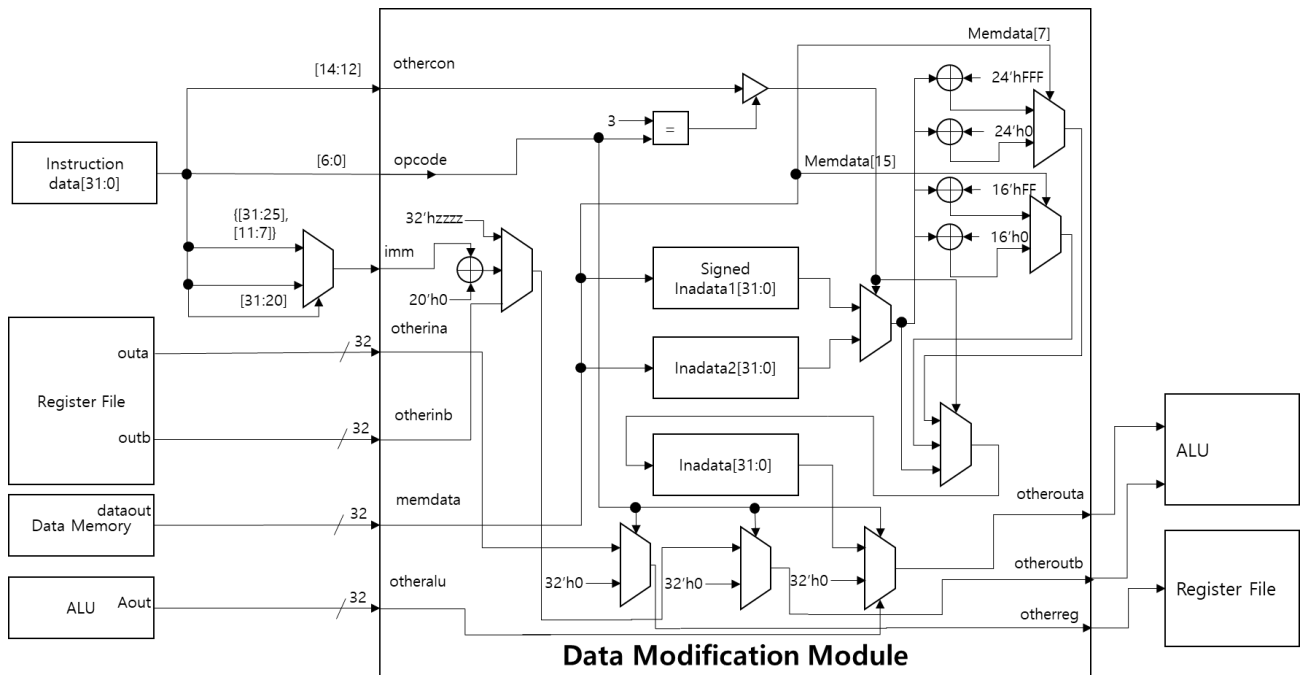 Memdata[7]
[14:12]
othercon
24'hFFF
3
=
24'h0
Instruction
data[31:0]
[6:0]
opcode
Memdata[15]
16'hFF
{[31:25],
[11:7]}
32'hzzzz
16'h0
imm
Signed
Inadata1[31:0]
[31:20]
20'h0
otherina
outa
32
Inadata2[31:0]
Register File
otherinb
outb
32
ALU
Inadata[31:0]
memdata
otherouta
dataout
Data Memory
32
otheroutb
otheralu
32'h0
32'h0
32'h0
Register File
ALU
Aout
32
otherreg
Data Modification Module